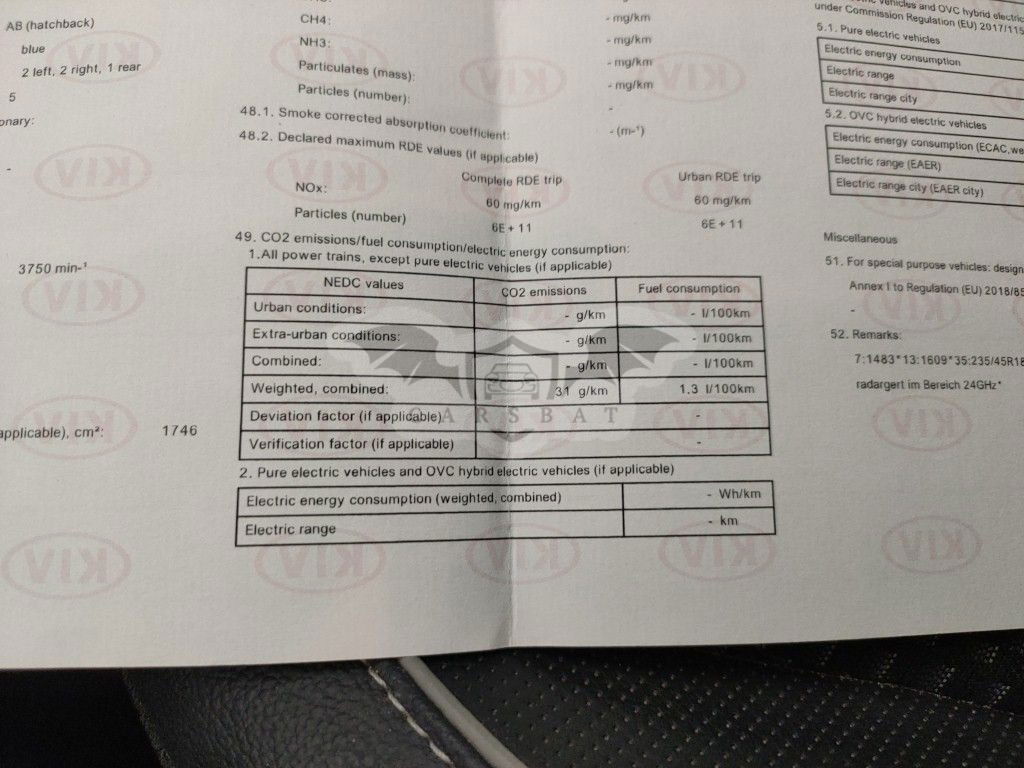 AB (hatchback)
blue
2 left, 2 right, 1 rear
5
onary:
-
3750 min-¹
applicable), cm³: 1746
CH4: - mg/km
NH3: - mg/km
Particulates (mass): - mg/km
Particles (number): - mg/km
-
48.1. Smoke corrected absorption coefficient: - (m-¹)
48.2. Declared maximum RDE values (if applicable)
Complete RDE trip Urban RDE trip
NOx: 60 mg/km 60 mg/km
Particles (number) 6E + 11 6E + 11
49. CO2 emissions/fuel consumption/electric energy consumption:
1.All power trains, except pure electric vehicles (if applicable)
NEDC values CO2 emissions Fuel consumption
Urban conditions: - g/km - l/100km
Extra-urban conditions: - g/km - l/100km
Combined: - g/km - l/100km
Weighted, combined: 31 g/km 1.3 l/100km
Deviation factor (if applicable) -
Verification factor (if applicable) -
CARSBAT
2. Pure electric vehicles and OVC hybrid electric vehicles (if applicable)
Electric energy consumption (weighted, combined) - Wh/km
Electric range - km
vehicles and OVC hybrid electric
under Commission Regulation (EU) 2017/115
5.1. Pure electric vehicles
Electric energy consumption
Electric range
Electric range city
5.2. OVC hybrid electric vehicles
Electric energy consumption (ECAC,we
Electric range (EAER)
Electric range city (EAER city)
Miscellaneous
51. For special purpose vehicles: design
Annex I to Regulation (EU) 2018/85
-
52. Remarks:
7:1483*13:1609*35:235/45R18
radargert im Bereich 24GHz*